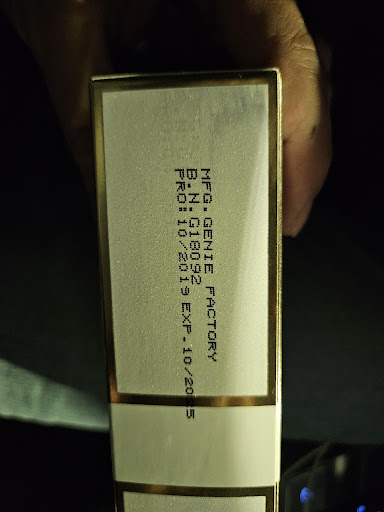 MFG. GENIE FACTORY
B.N: G18092
PRO: 10/2019 EXP. 10/2025